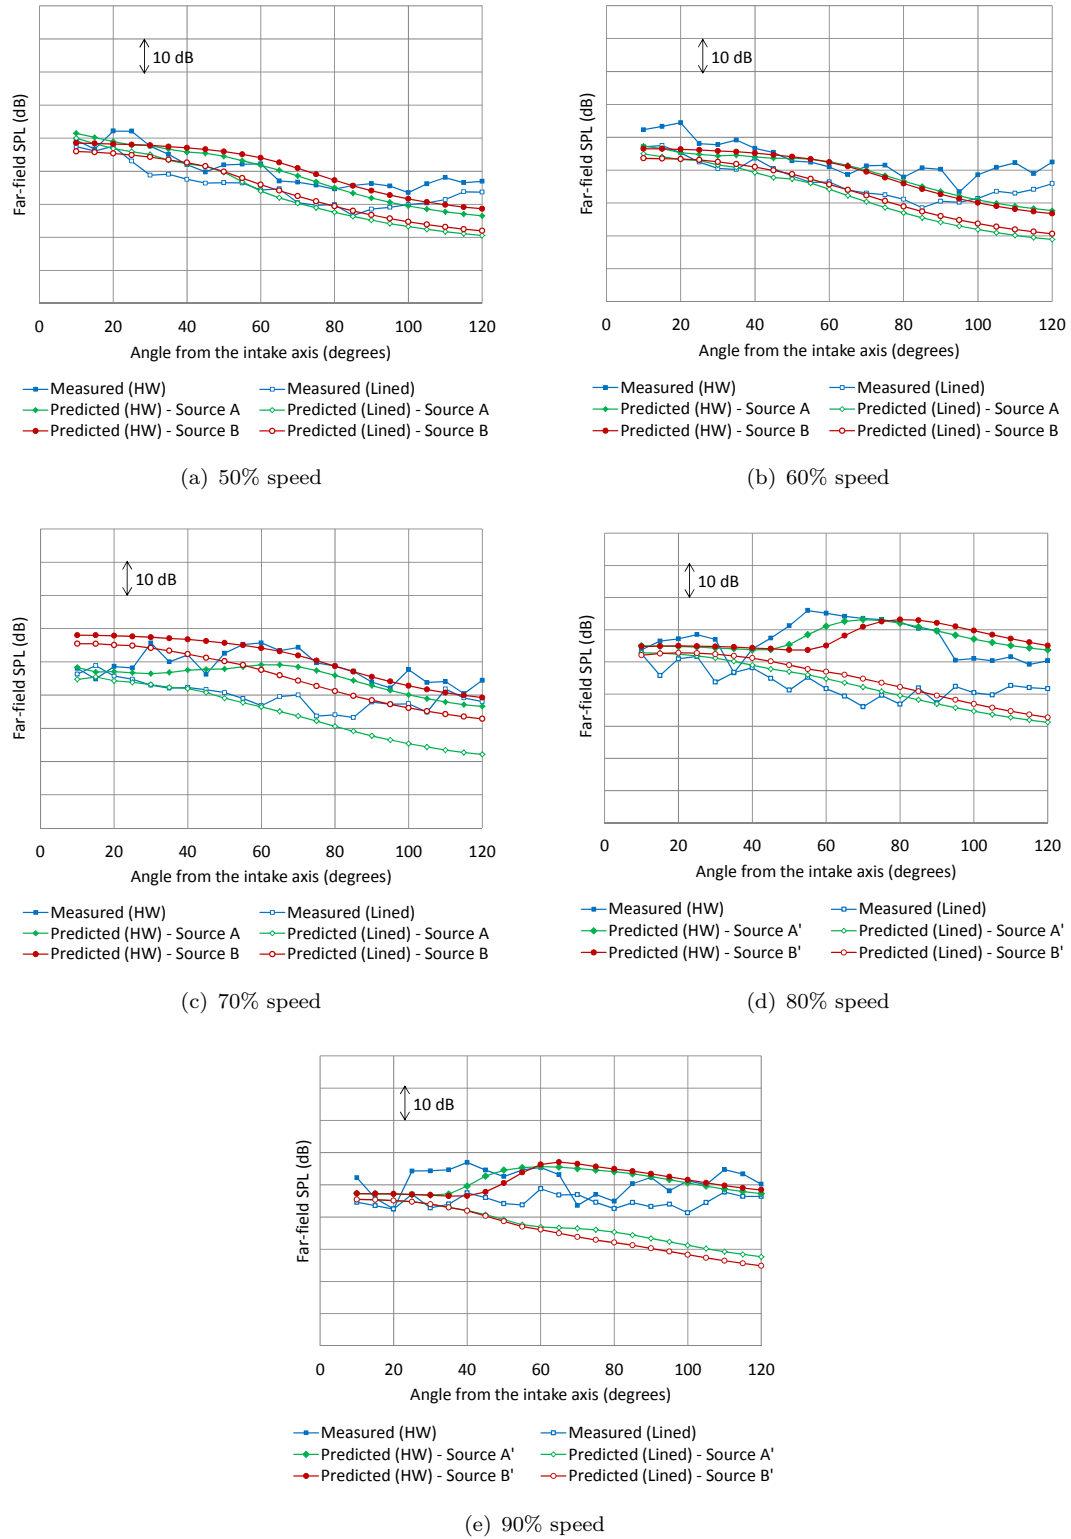 10 dB
Far-field SPL (dB)
0 20 40 60 80 100 120
Angle from the intake axis (degrees)
Measured (HW) Measured (Lined)
Predicted (HW) - Source A Predicted (Lined) - Source A
Predicted (HW) - Source B Predicted (Lined) - Source B
(a) 50% speed
10 dB
Far-field SPL (dB)
0 20 40 60 80 100 120
Angle from the intake axis (degrees)
Measured (HW) Measured (Lined)
Predicted (HW) - Source A Predicted (Lined) - Source A
Predicted (HW) - Source B Predicted (Lined) - Source B
(b) 60% speed
10 dB
Far-field SPL (dB)
0 20 40 60 80 100 120
Angle from the intake axis (degrees)
Measured (HW) Measured (Lined)
Predicted (HW) - Source A Predicted (Lined) - Source A
Predicted (HW) - Source B Predicted (Lined) - Source B
(c) 70% speed
10 dB
Far-field SPL (dB)
0 20 40 60 80 100 120
Angle from the intake axis (degrees)
Measured (HW) Measured (Lined)
Predicted (HW) - Source A' Predicted (Lined) - Source A'
Predicted (HW) - Source B' Predicted (Lined) - Source B'
(d) 80% speed
10 dB
Far-field SPL (dB)
0 20 40 60 80 100 120
Angle from the intake axis (degrees)
Measured (HW) Measured (Lined)
Predicted (HW) - Source A' Predicted (Lined) - Source A'
Predicted (HW) - Source B' Predicted (Lined) - Source B'
(e) 90% speed